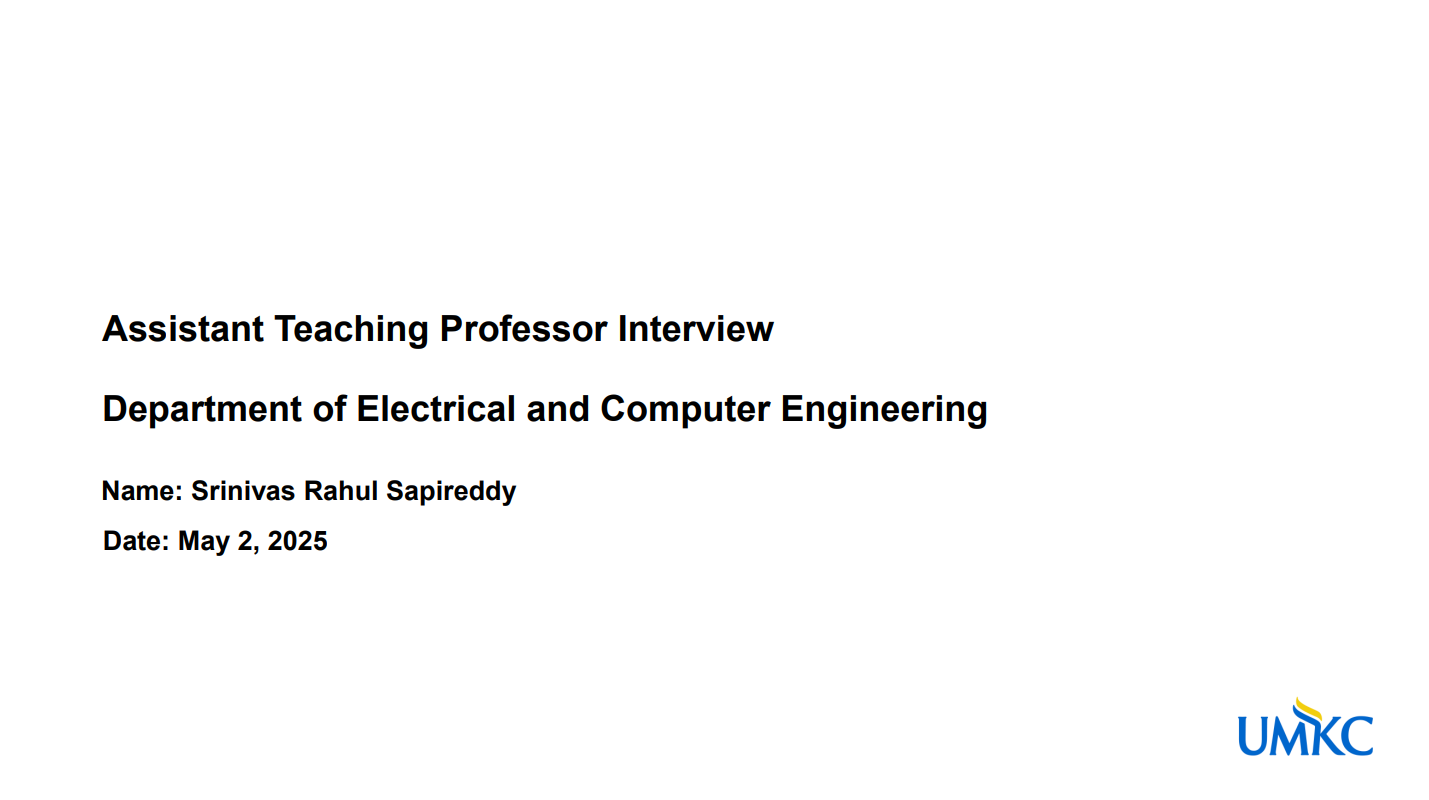 Assistant Teaching Professor Interview
Department of Electrical and Computer Engineering
Name: Srinivas Rahul Sapireddy
Date: May 2, 2025
UMKC